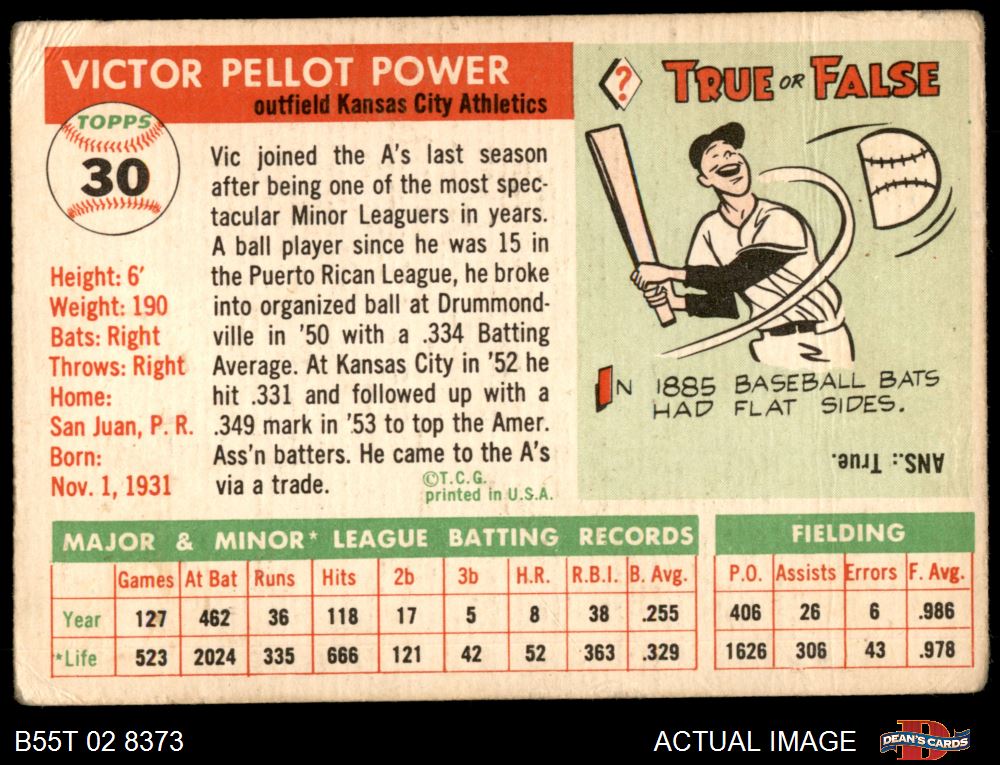 VICTOR PELLOT POWER
outfield Kansas City Athletics
TOPPS
30
Height: 6'
Weight: 190
Bats: Right
Throws: Right
Home:
San Juan, P. R.
Born:
Nov. 1, 1931
Vic joined the A's last season
after being one of the most spec-
tacular Minor Leaguers in years.
A ball player since he was 15 in
the Puerto Rican League, he broke
into organized ball at Drummond-
ville in '50 with a .334 Batting
Average. At Kansas City in '52 he
hit .331 and followed up with a
.349 mark in '53 to top the Amer.
Ass'n batters. He came to the A's
via a trade.
©T.C.G.
printed in U.S.A.
? TRUE OR FALSE
IN 1885 BASEBALL BATS
HAD FLAT SIDES.
ANS.: True.
MAJOR & MINOR* LEAGUE BATTING RECORDS
Games At Bat Runs Hits 2b 3b H.R. R.B.I. B. Avg.
Year 127 462 36 118 17 5 8 38 .255
*Life 523 2024 335 666 121 42 52 363 .329
FIELDING
P.O. Assists Errors F. Avg.
406 26 6 .986
1626 306 43 .978
B55T 02 8373
ACTUAL IMAGE
DEAN'S CARDS